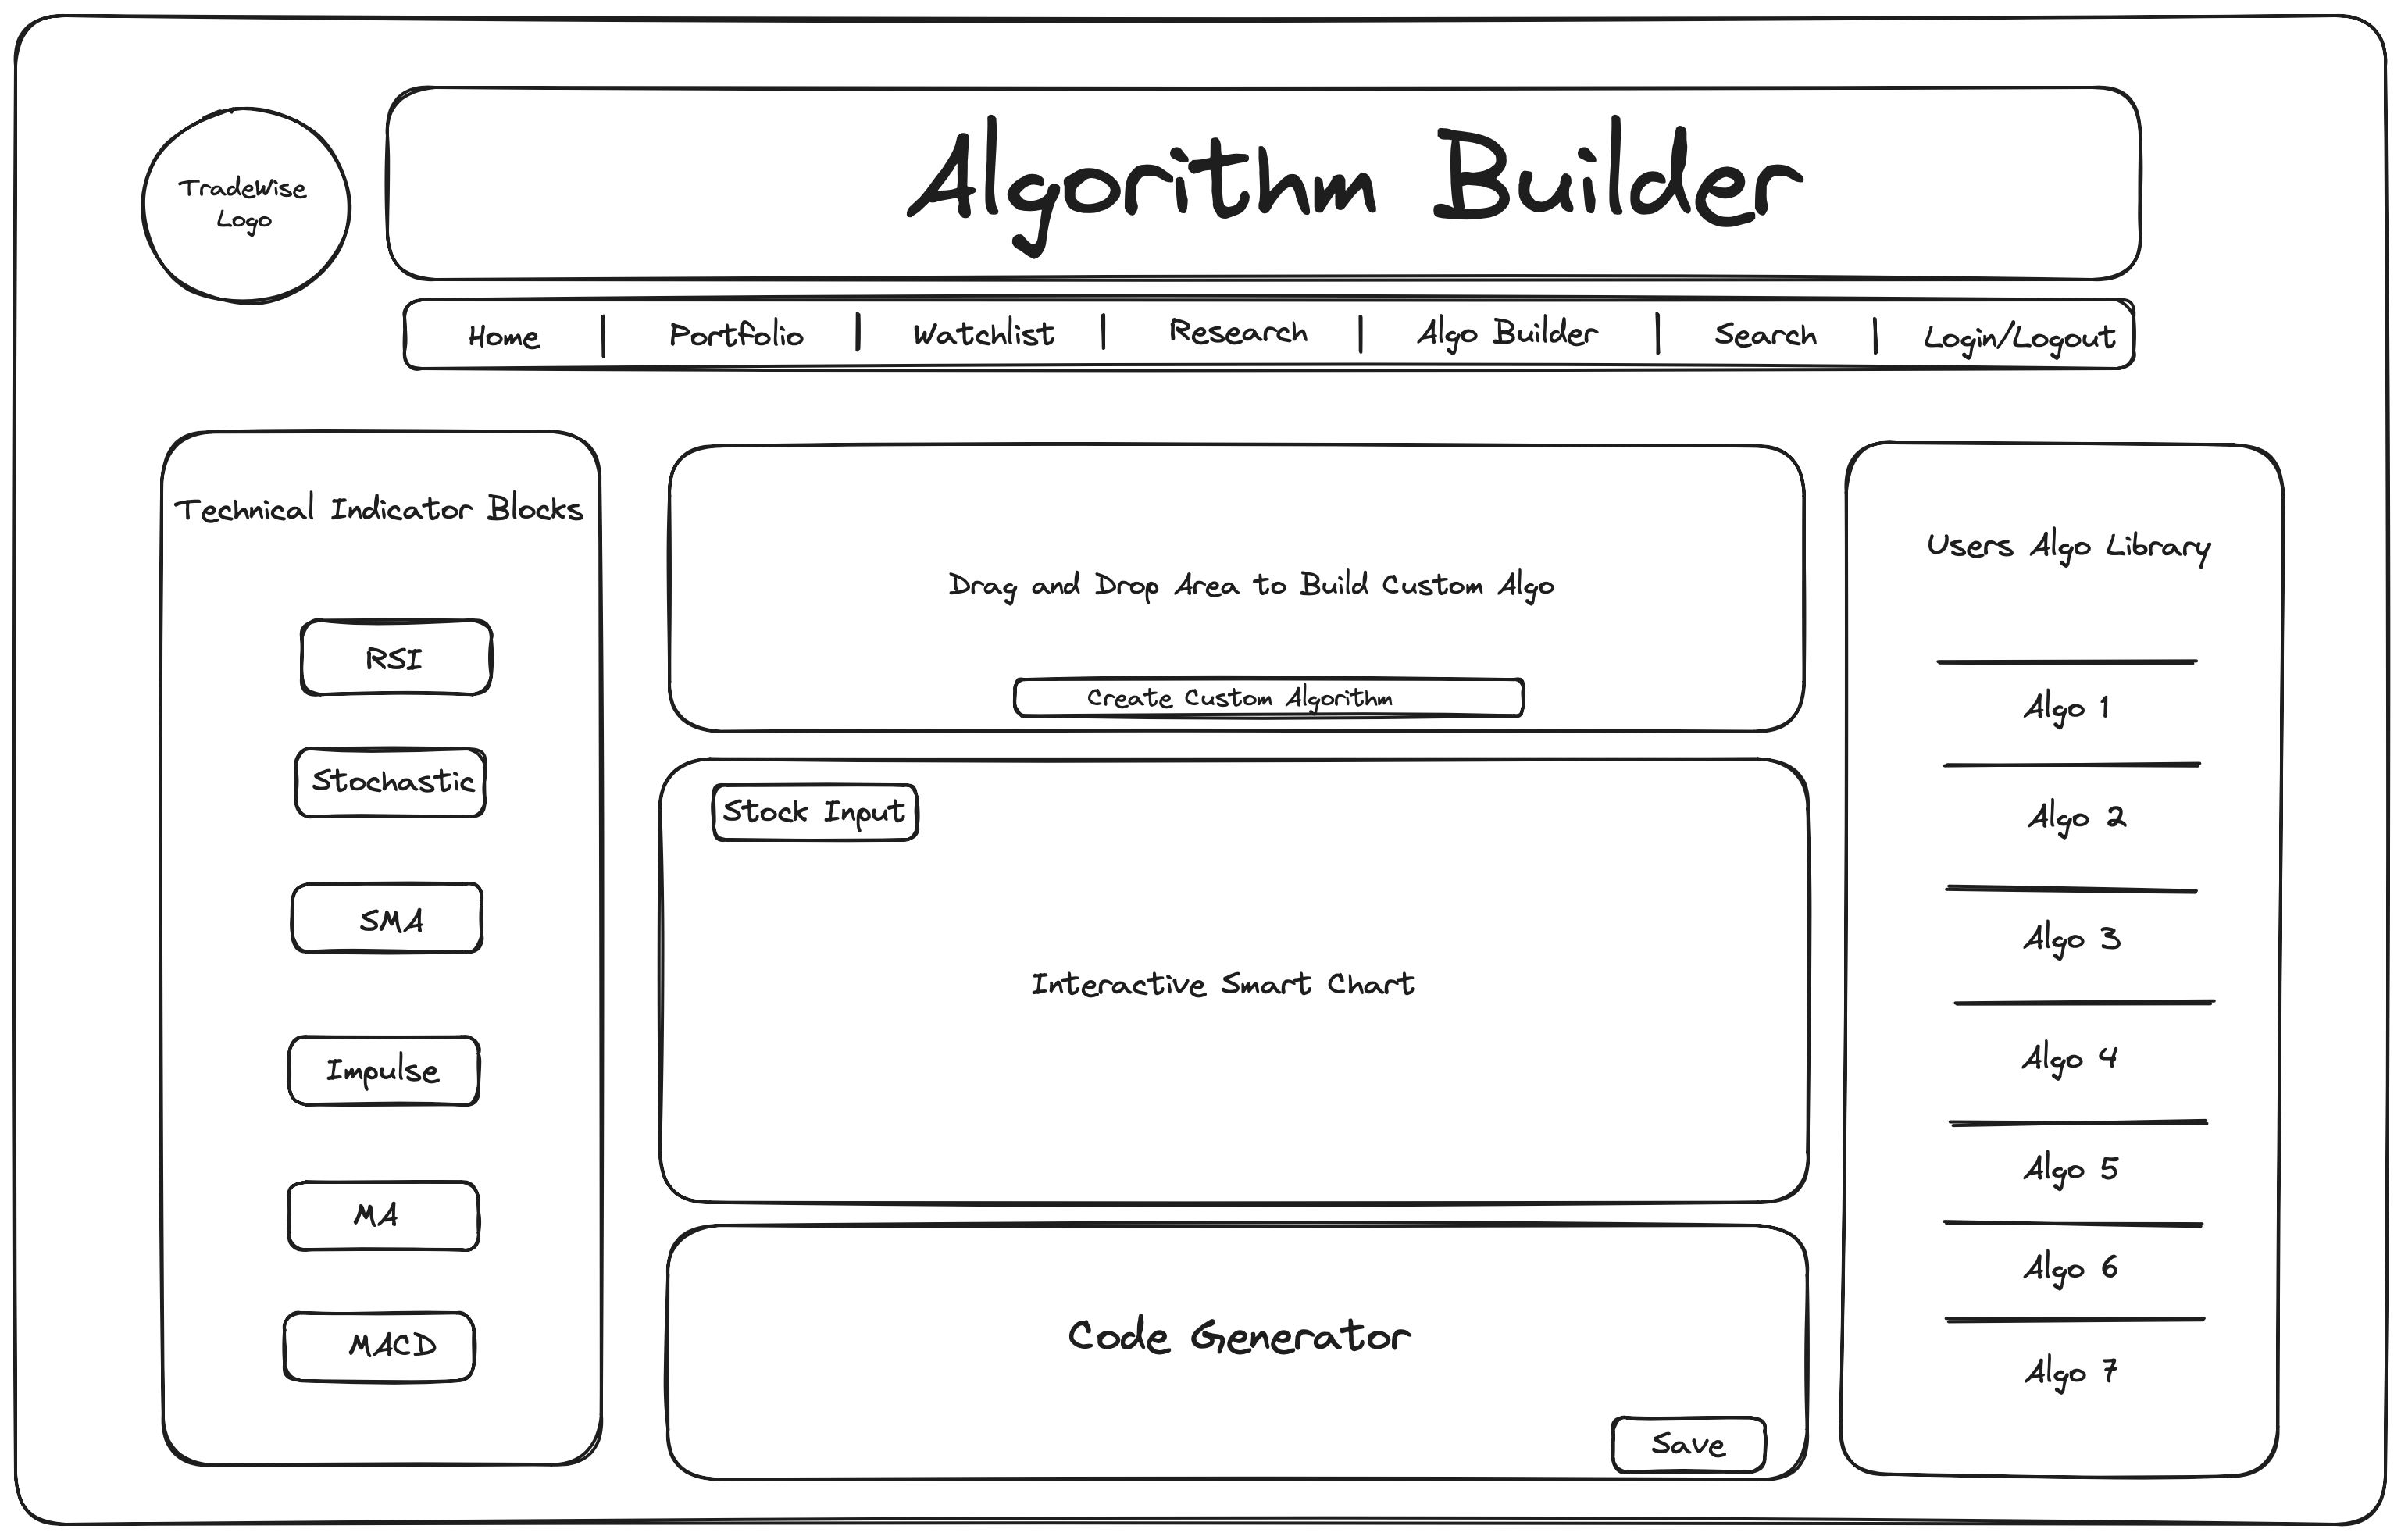 TradeWise
Logo
Algorithm Builder
Home | Portfolio | Watchlist | Research | Algo Builder | Search | Login/Logout
Technical Indicator Blocks
RSI
Stochastic
SMA
Impulse
MA
MACD
Drag and Drop Area to Build Custom Algo
Create Custom Algorithm
Stock Input
Interactive Smart Chart
Code Generator
Save
Users Algo Library
Algo 1
Algo 2
Algo 3
Algo 4
Algo 5
Algo 6
Algo 7